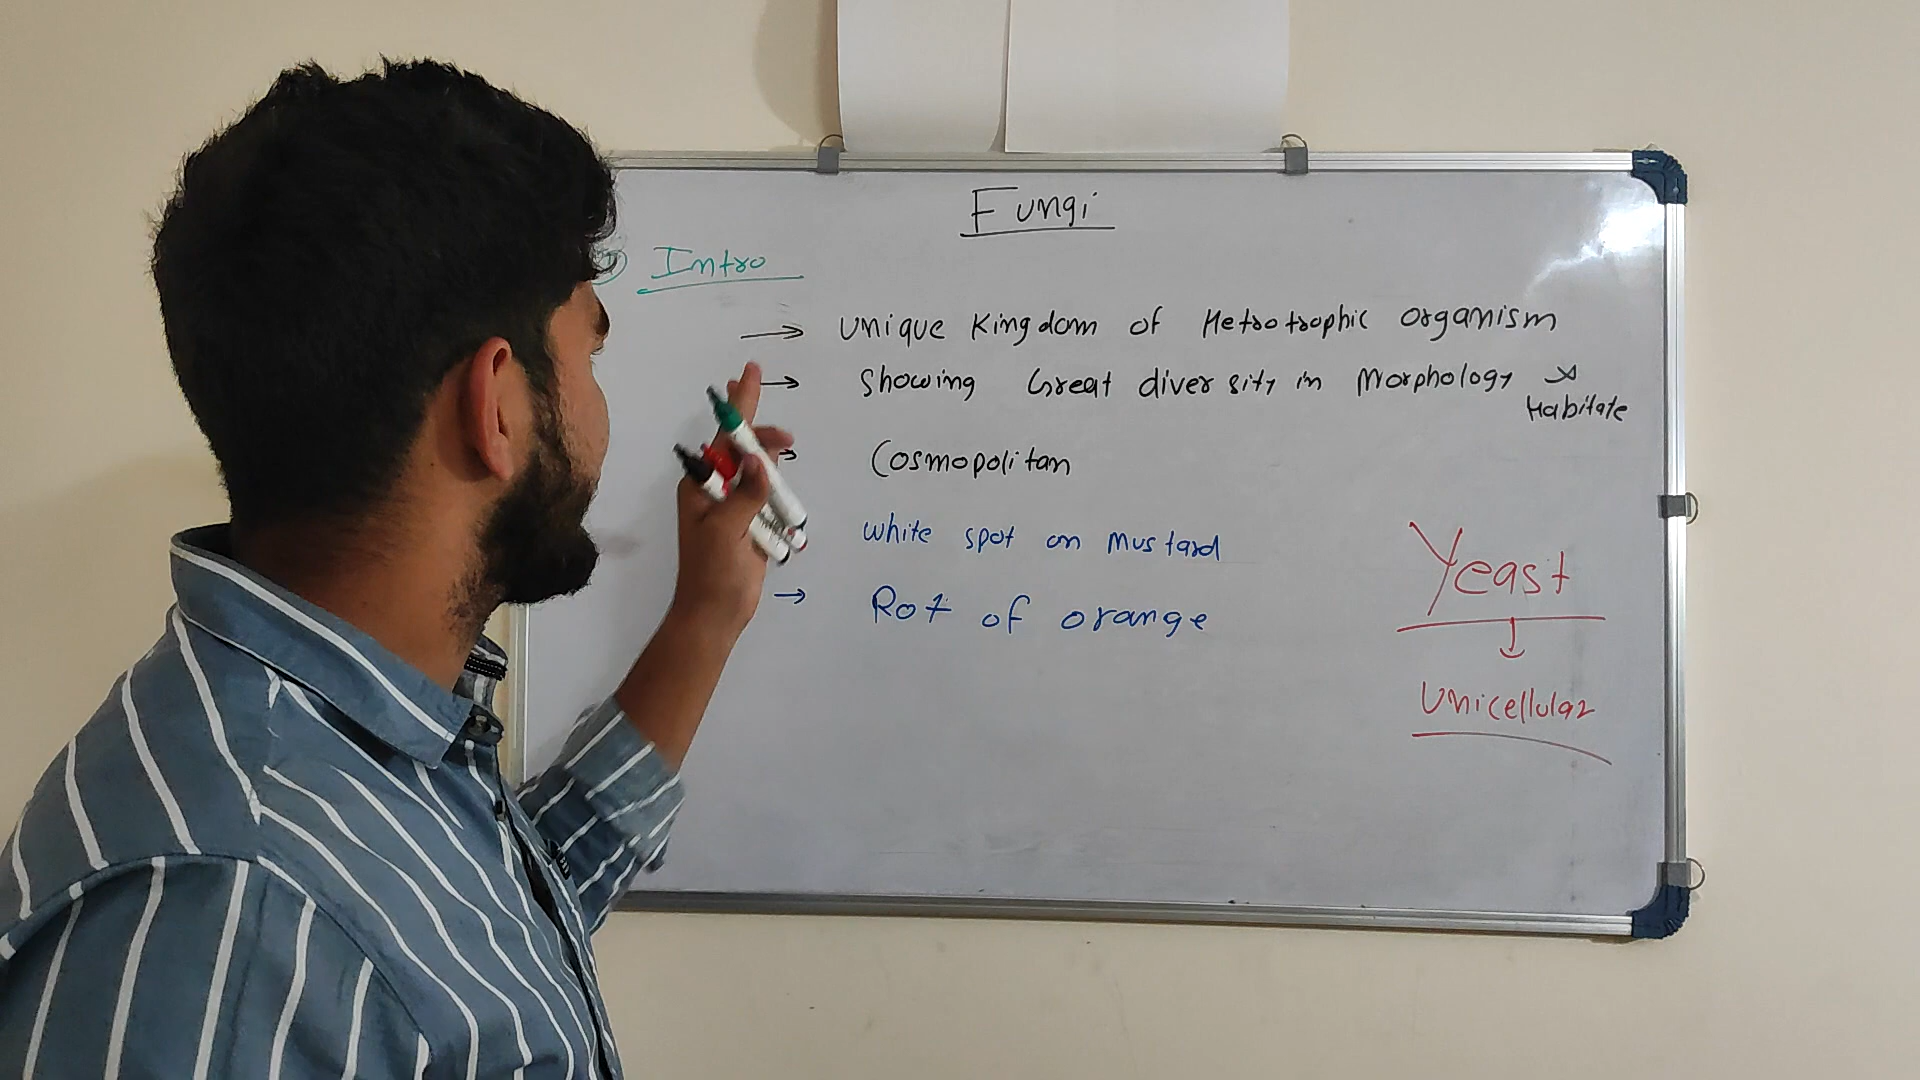 Fungi
Intro
→ Unique Kingdom of Hetrotrophic Organism
→ Showing Great diversity in Morphology &
Habitate
Cosmopolitan
White spot on Mustard
→ Rot of orange
Yeast
↓
Unicellular